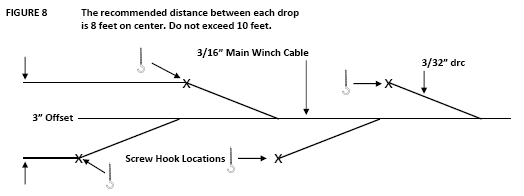 FIGURE 8
The recommended distance between each drop
is 8 feet on center. Do not exceed 10 feet.
3/16” Main Winch Cable
3/32” drc
3” Offset
Screw Hook Locations